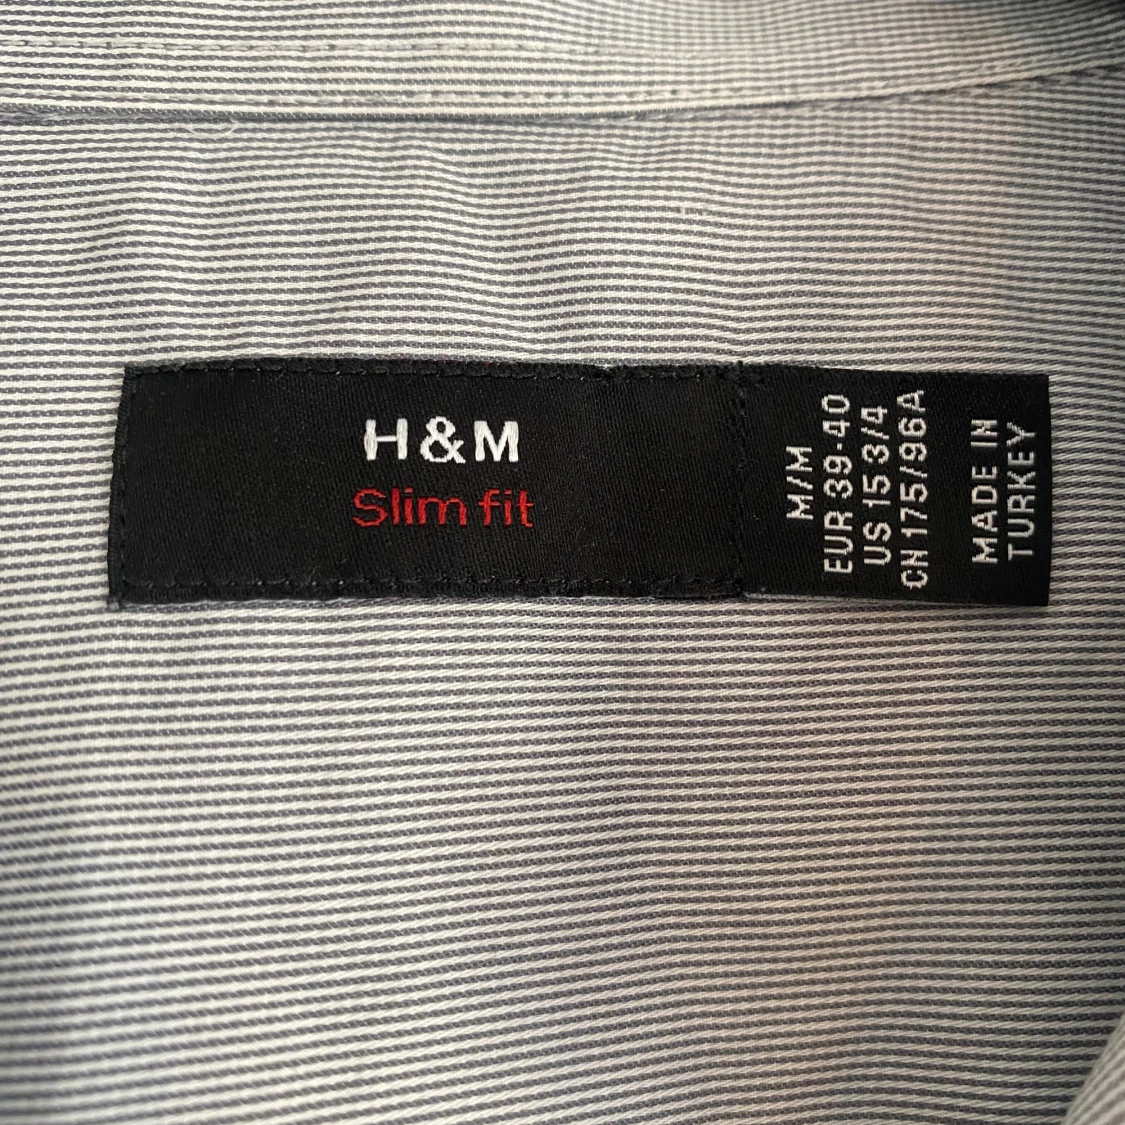 H&M
Slim fit
M/M
EUR 39-40
US 15 3/4
CN 175/96A
MADE IN
TURKEY